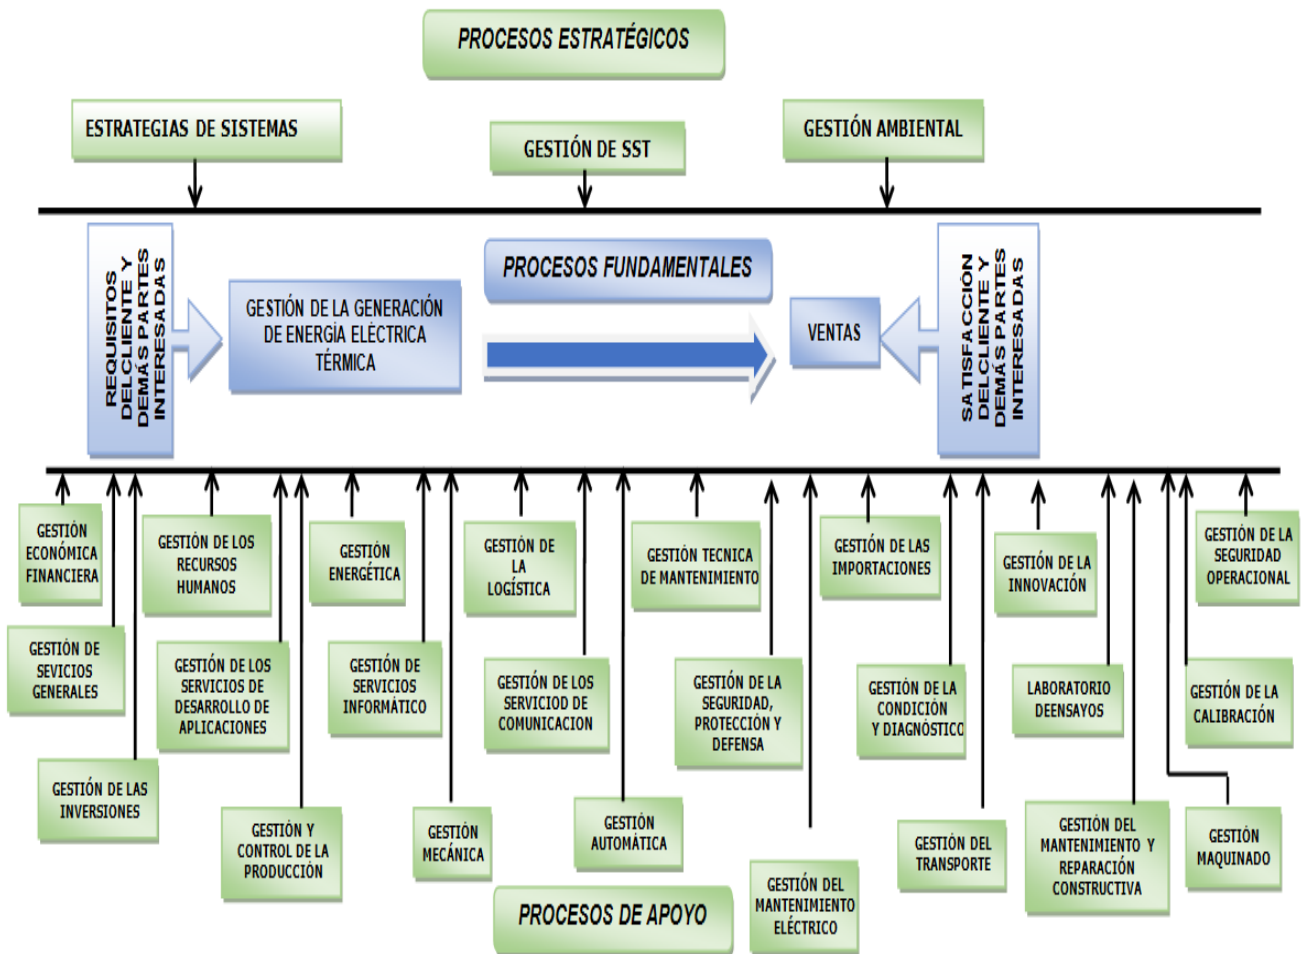 PROCESOS ESTRATÉGICOS
ESTRATEGIAS DE SISTEMAS
GESTIÓN DE SST
GESTIÓN AMBIENTAL
REQUISITOS
DELCLIENTE Y
DEMÁS PARTES
INTERESADAS
GESTIÓN DE LA GENERACIÓN
DE ENERGÍA ELÉCTRICA
TÉRMICA
PROCESOS FUNDAMENTALES
VENTAS
SATISFACCIÓN
DELCLIENTE Y
DEMÁS PARTES
INTERESADAS
GESTIÓN
ECONÓMICA
FINANCIERA
GESTIÓN DE LOS
RECURSOS
HUMANOS
GESTIÓN
ENERGÉTICA
GESTIÓN DE
LA
LOGÍSTICA
GESTIÓN TECNICA
DE MANTENIMIENTO
GESTIÓN DE LAS
IMPORTACIONES
GESTIÓN DE LA
INNOVACIÓN
GESTIÓN DE LA
SEGURIDAD
OPERACIONAL
GESTIÓN DE
SEVICIOS
GENERALES
GESTIÓN DE LOS
SERVICIOS DE
DESARROLLO DE
APLICACIONES
GESTIÓN DE
SERVICIOS
INFORMÁTICO
GESTIÓN DE LOS
SERVICIOD DE
COMUNICACION
GESTIÓN DE LA
SEGURIDAD,
PROTECCIÓN Y
DEFENSA
GESTIÓN DE LA
CONDICIÓN
Y DIAGNÓSTICO
LABORATORIO
DEENSAYOS
GESTIÓN DE LA
CALIBRACIÓN
GESTIÓN DE LAS
INVERSIONES
GESTIÓN Y
CONTROL DE LA
PRODUCCIÓN
GESTIÓN
MECÁNICA
GESTIÓN
AUTOMÁTICA
GESTIÓN DEL
MANTENIMIENTO
ELÉCTRICO
GESTIÓN DEL
TRANSPORTE
GESTIÓN DEL
MANTENIMIENTO Y
REPARACIÓN
CONSTRUCTIVA
GESTIÓN
MAQUINADO
PROCESOS DE APOYO